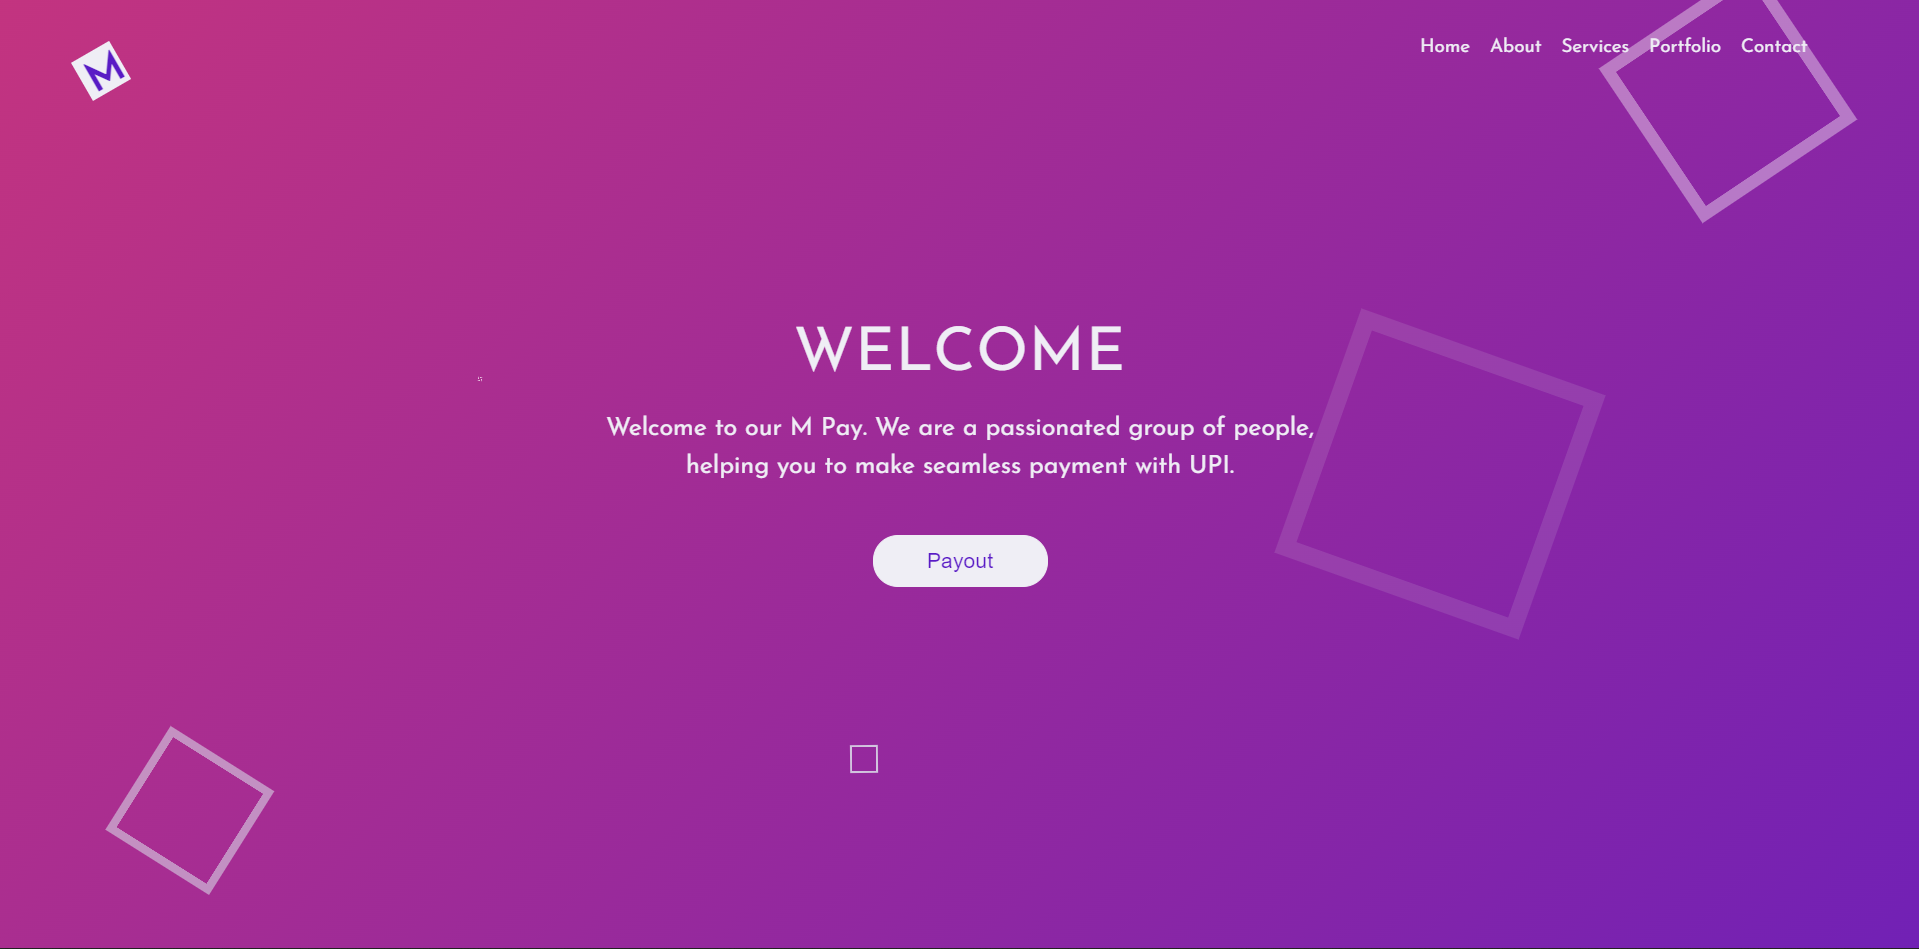 M
Home About Services Portfolio Contact
WELCOME
Welcome to our M Pay. We are a passionated group of people,
helping you to make seamless payment with UPI.
Payout